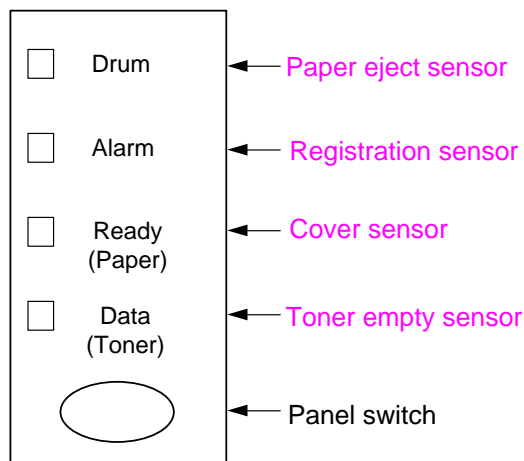 Drum
Paper eject sensor
Alarm
Registration sensor
Ready
(Paper)
Cover sensor
Data
(Toner)
Toner empty sensor
Panel switch